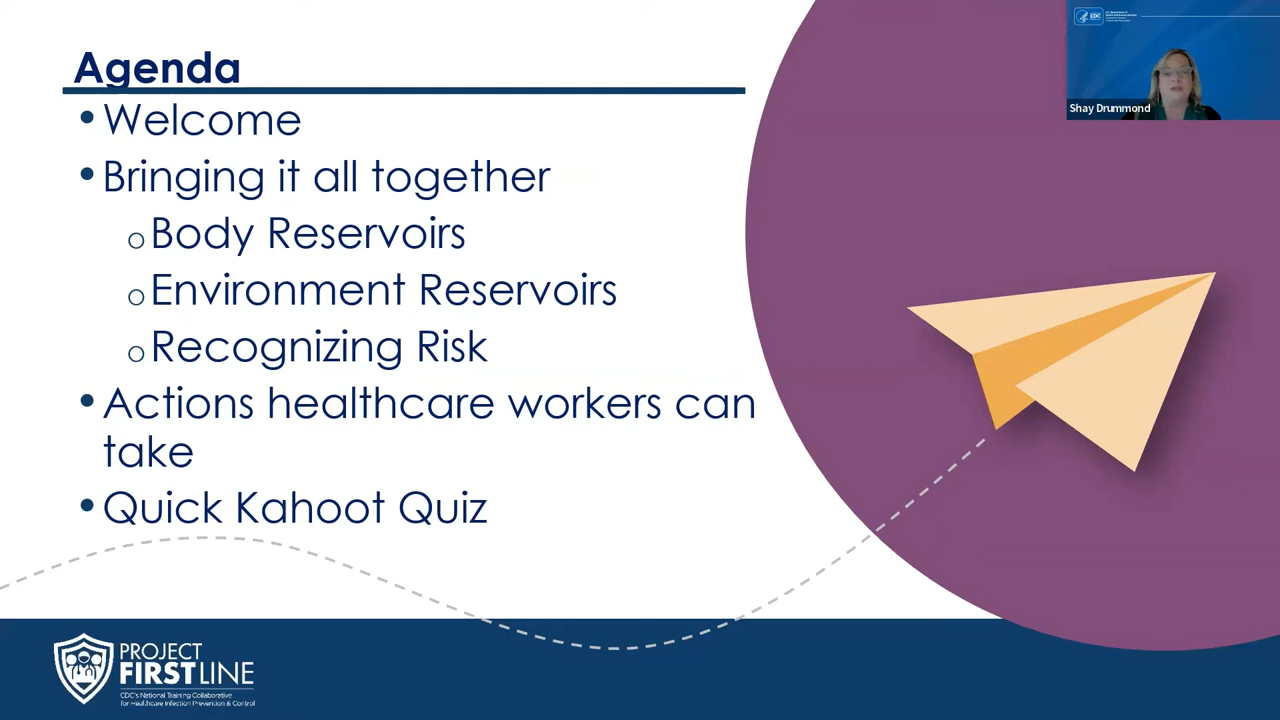 Agenda
• Welcome
• Bringing it all together
o Body Reservoirs
o Environment Reservoirs
o Recognizing Risk
• Actions healthcare workers can
take
• Quick Kahoot Quiz
CDC
Shay Drummond
PROJECT
FIRSTLINE
CDC's National Training Collaborative
for Healthcare Infection Prevention & Control